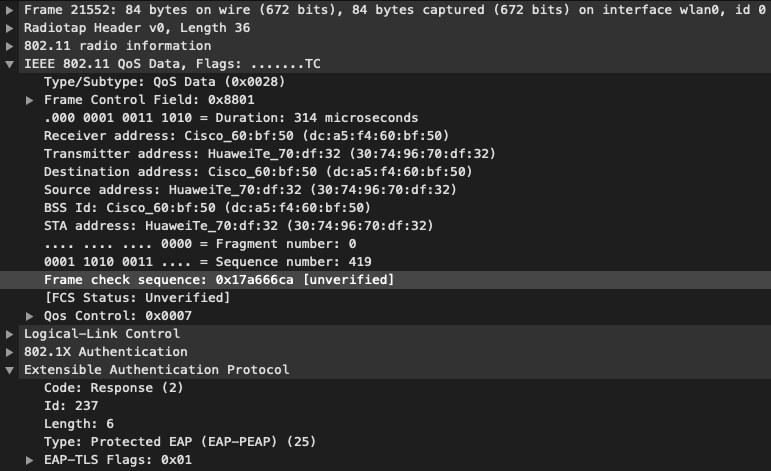 Frame 21552: 84 bytes on wire (672 bits), 84 bytes captured (672 bits) on interface wlan0, id 0
Radiotap Header v0, Length 36
802.11 radio information
IEEE 802.11 QoS Data, Flags: .......TC
Type/Subtype: QoS Data (0x0028)
Frame Control Field: 0x8801
.000 0001 0011 1010 = Duration: 314 microseconds
Receiver address: Cisco_60:bf:50 (dc:a5:f4:60:bf:50)
Transmitter address: HuaweiTe_70:df:32 (30:74:96:70:df:32)
Destination address: Cisco_60:bf:50 (dc:a5:f4:60:bf:50)
Source address: HuaweiTe_70:df:32 (30:74:96:70:df:32)
BSS Id: Cisco_60:bf:50 (dc:a5:f4:60:bf:50)
STA address: HuaweiTe_70:df:32 (30:74:96:70:df:32)
.... .... .... 0000 = Fragment number: 0
0001 1010 0011 .... = Sequence number: 419
Frame check sequence: 0x17a666ca [unverified]
[FCS Status: Unverified]
Qos Control: 0x0007
Logical-Link Control
802.1X Authentication
Extensible Authentication Protocol
Code: Response (2)
Id: 237
Length: 6
Type: Protected EAP (EAP-PEAP) (25)
EAP-TLS Flags: 0x01